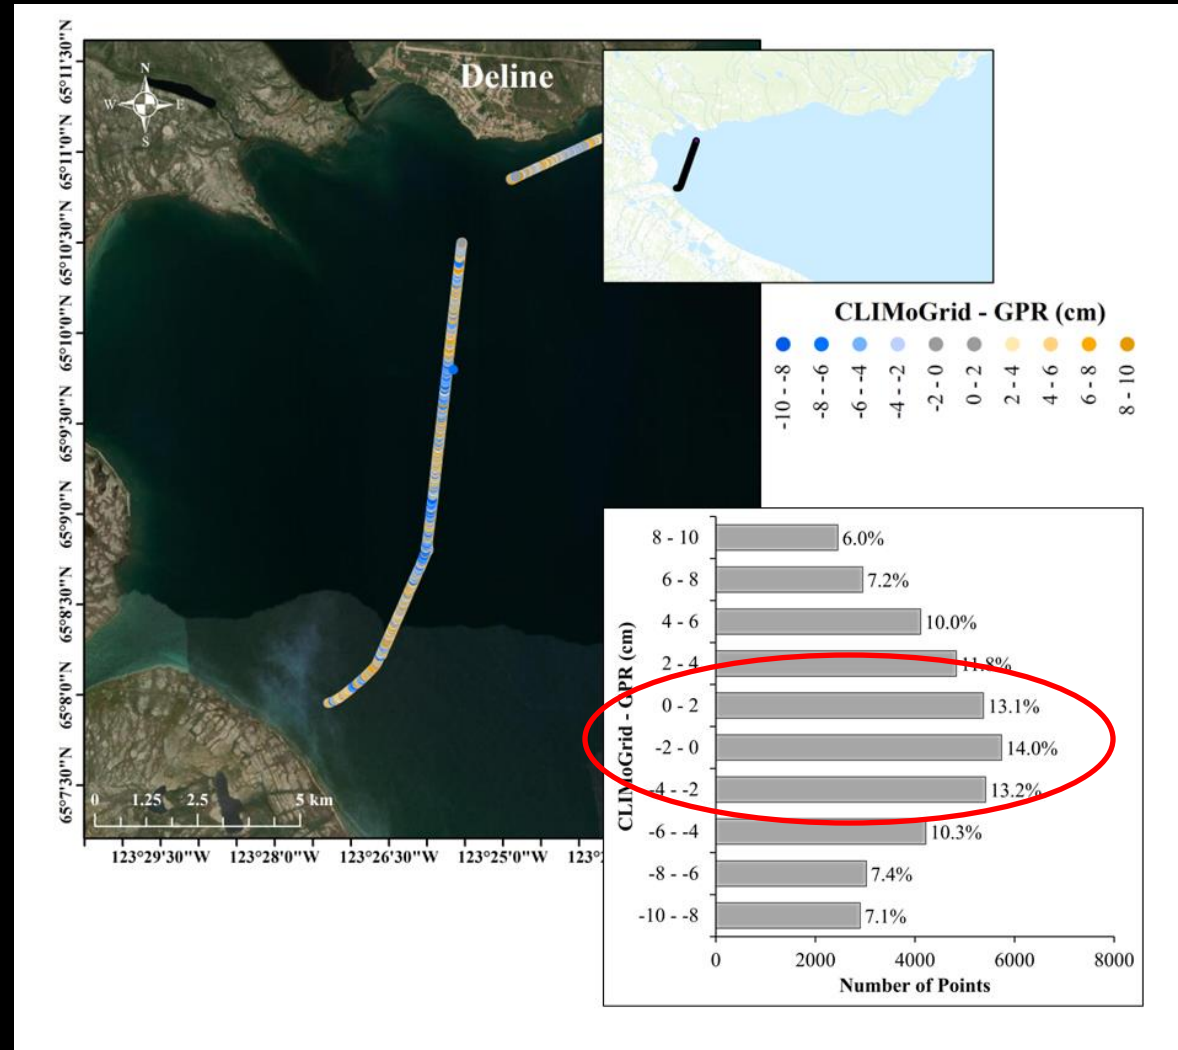 Deline
N
W
E
S
65°11'30"N
65°11'0"N
65°10'30"N
65°10'0"N
65°9'30"N
65°9'0"N
65°8'30"N
65°8'0"N
65°7'30"N
0 1.25 2.5 5 km
123°29'30"W 123°28'0"W 123°26'30"W 123°25'0"W 123°2
CLIMoGrid - GPR (cm)
-10 - -8
-8 - -6
-6 - -4
-4 - -2
-2 - 0
0 - 2
2 - 4
4 - 6
6 - 8
8 - 10
CLIMoGrid - GPR (cm)
8 - 10 6.0%
6 - 8 7.2%
4 - 6 10.0%
2 - 4 11.8%
0 - 2 13.1%
-2 - 0 14.0%
-4 - -2 13.2%
-6 - -4 10.3%
-8 - -6 7.4%
-10 - -8 7.1%
0 2000 4000 6000 8000
Number of Points